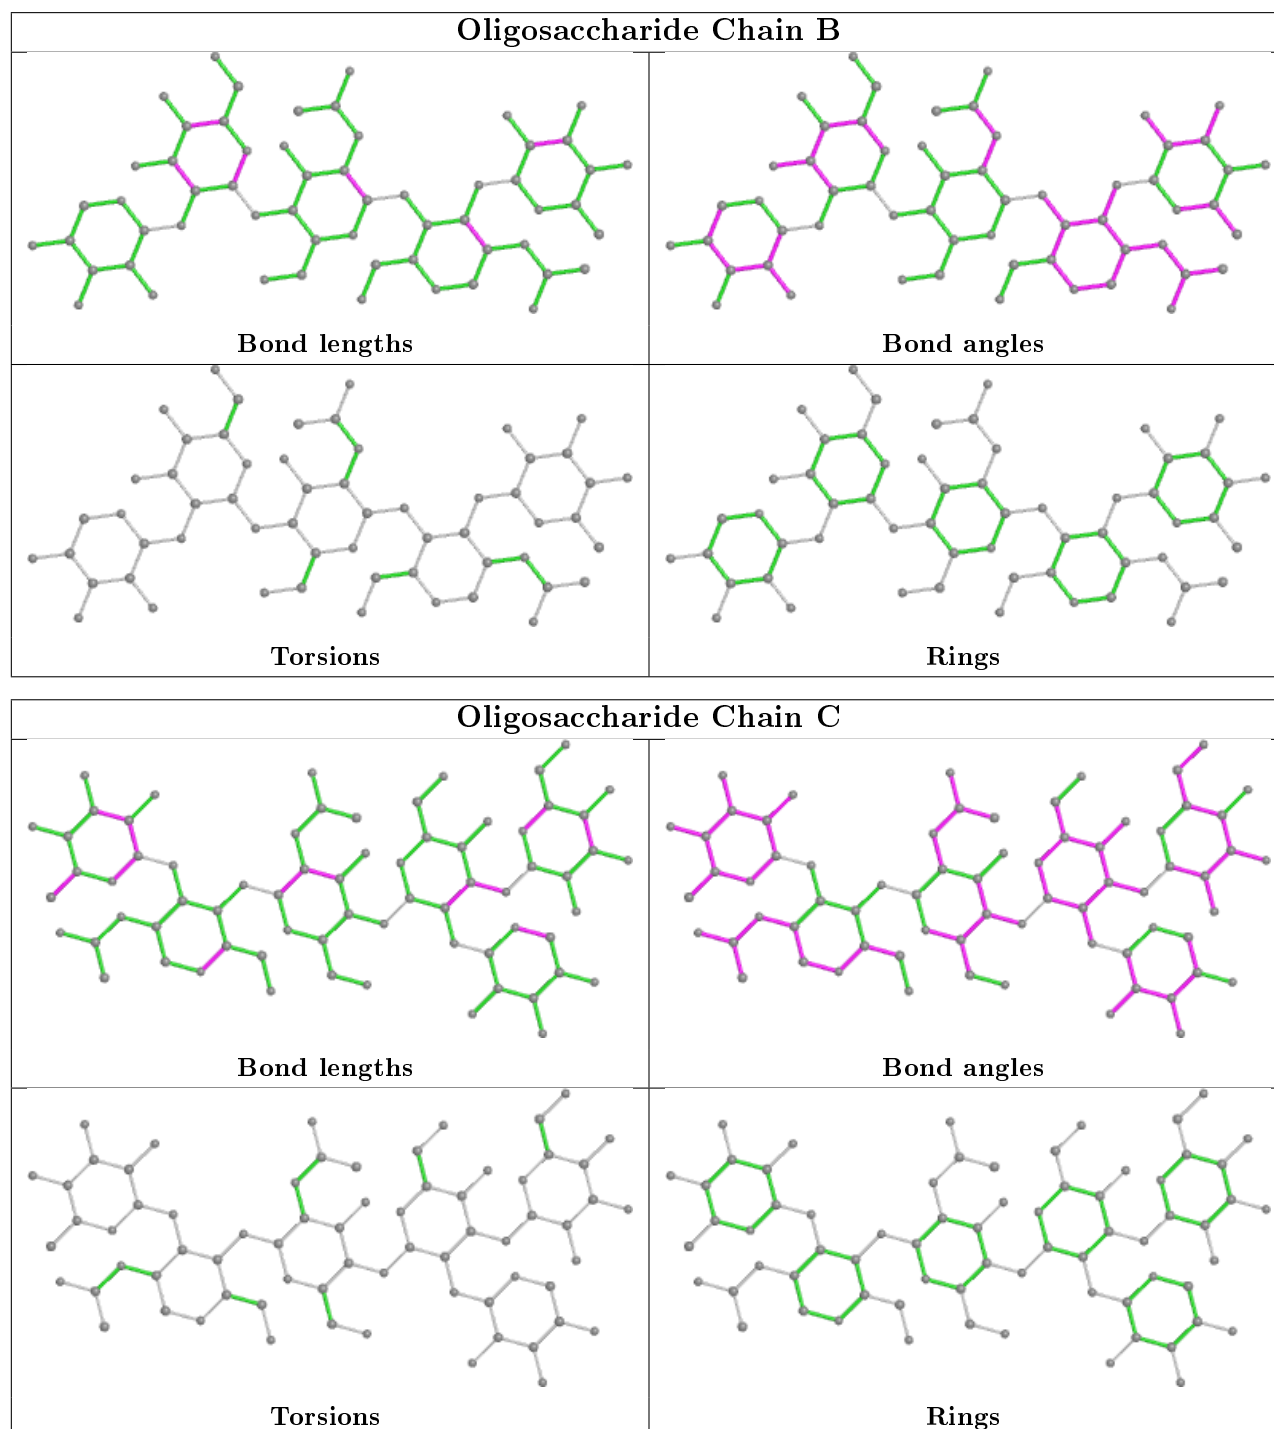 Oligosaccharide Chain B
Bond lengths
Bond angles
Torsions
Rings
Oligosaccharide Chain C
Bond lengths
Bond angles
Torsions
Rings